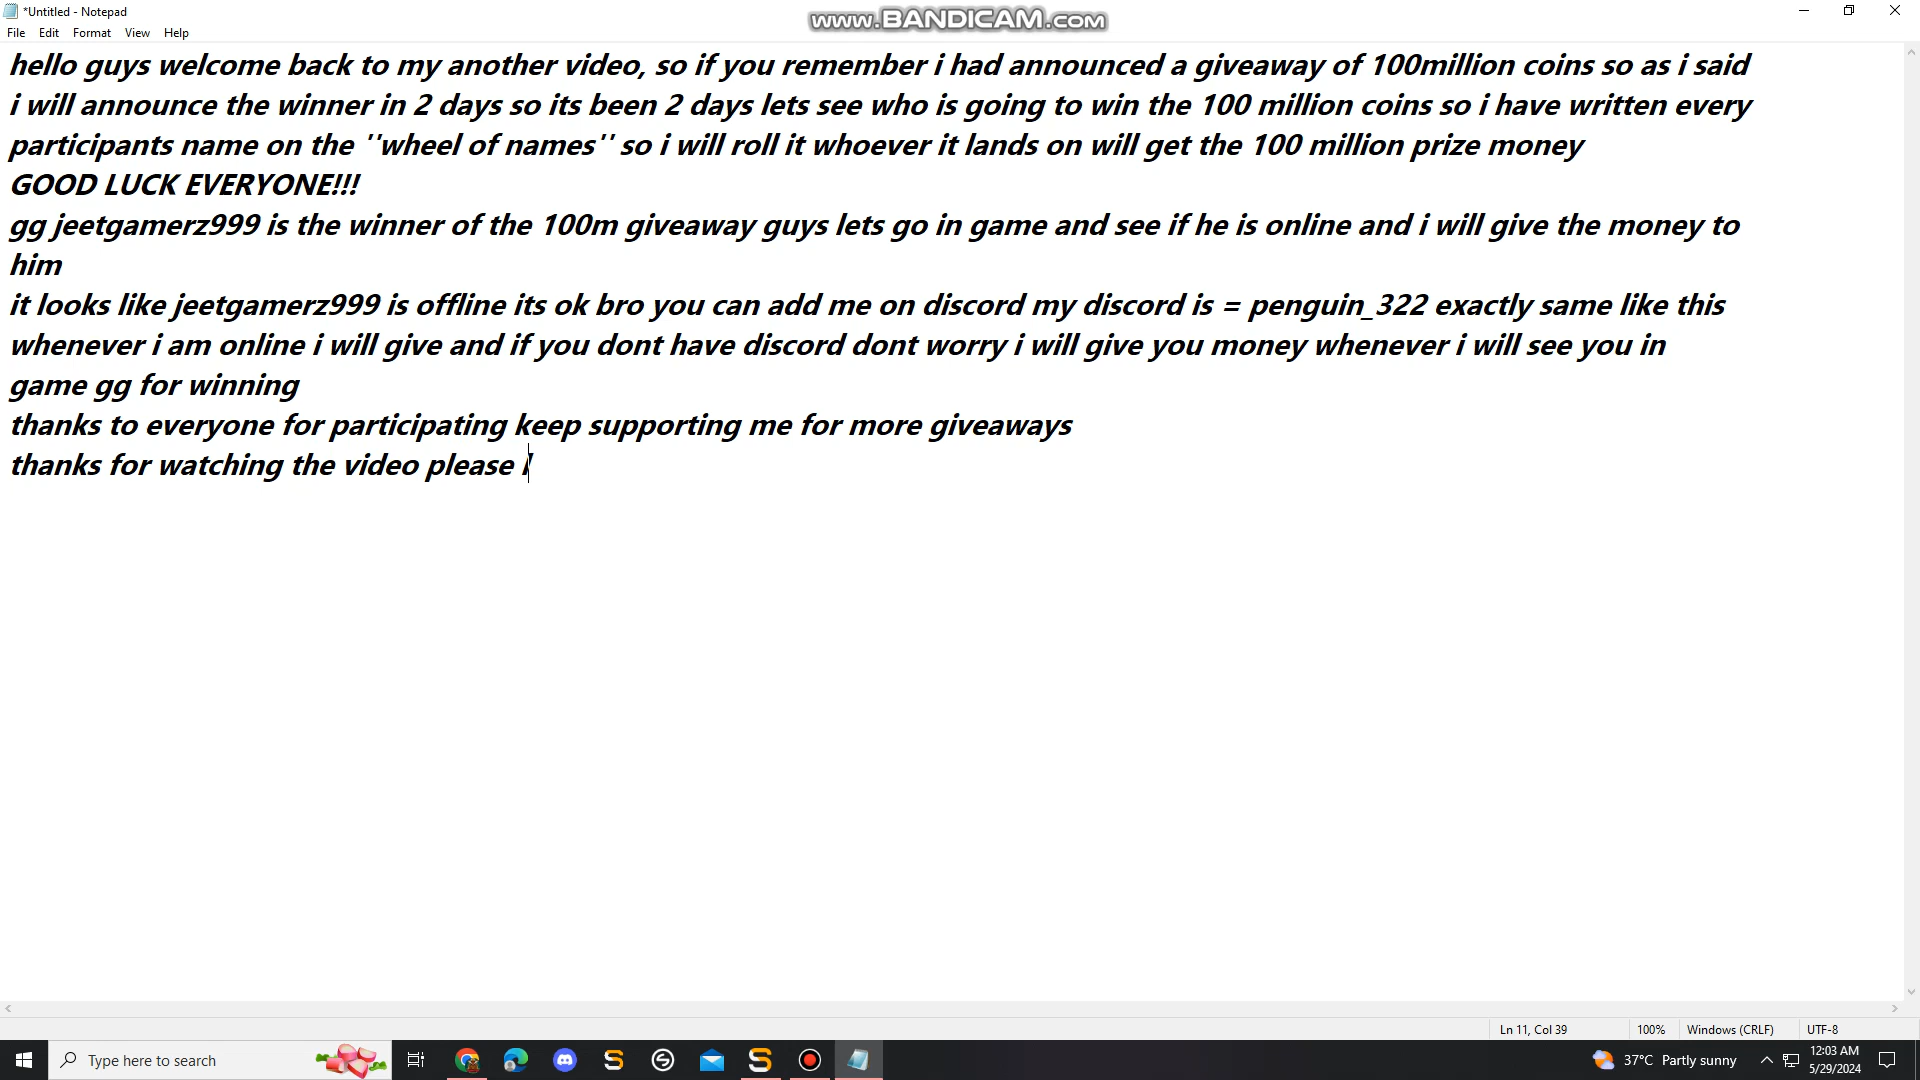 *Untitled - Notepad
www.BANDICAM.com
File Edit Format View Help
hello guys welcome back to my another video, so if you remember i had announced a giveaway of 100million coins so as i said
i will announce the winner in 2 days so its been 2 days lets see who is going to win the 100 million coins so i have written every
participants name on the ''wheel of names'' so i will roll it whoever it lands on will get the 100 million prize money
GOOD LUCK EVERYONE!!!
gg jeetgamerz999 is the winner of the 100m giveaway guys lets go in game and see if he is online and i will give the money to
him
it looks like jeetgamerz999 is offline its ok bro you can add me on discord my discord is = penguin_322 exactly same like this
whenever i am online i will give and if you dont have discord dont worry i will give you money whenever i will see you in
game gg for winning
thanks to everyone for participating keep supporting me for more giveaways
thanks for watching the video please l
Ln 11, Col 39 100% Windows (CRLF) UTF-8
Type here to search
37°C Partly sunny
12:03 AM
5/29/2024